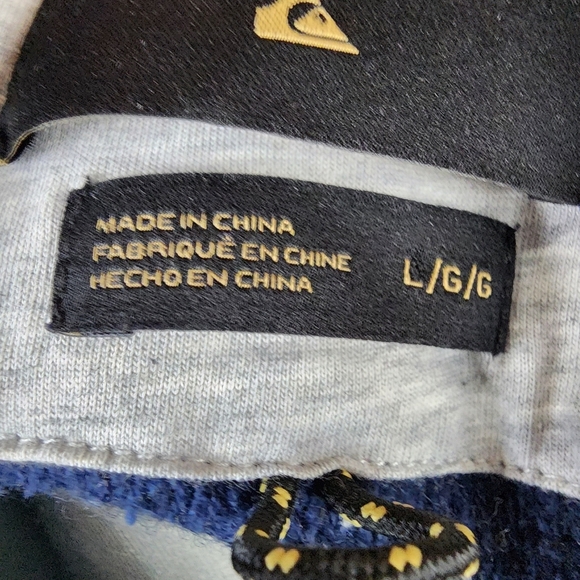 MADE IN CHINA
FABRIQUÉ EN CHINE
HECHO EN CHINA
L/G/G